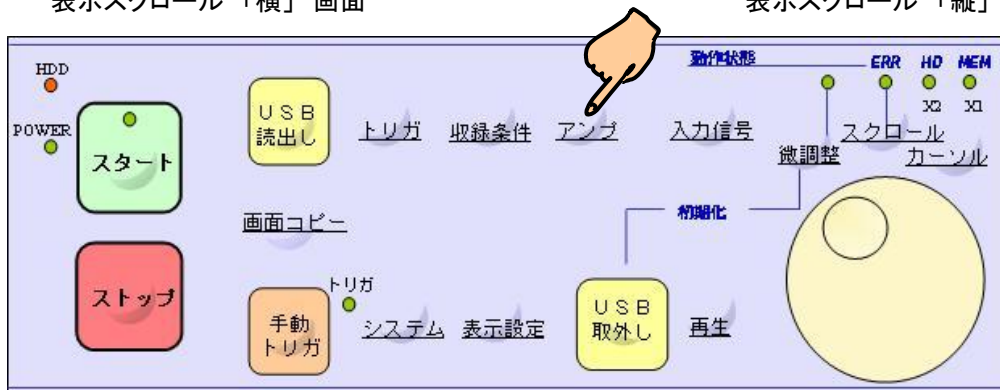 表示スクロール 「横」 画面
表示スクロール 「縦」
HDD
POWER
スタート
ストップ
USB
読出し
トリガ
収録条件
アンプ
入力信号
動作状態
ERR
HD
MEM
X2
X1
スクロール
微調整
カーソル
画面コピー
初期化
手動
トリガ
トリガ
システム
表示設定
USB
取外し
再生